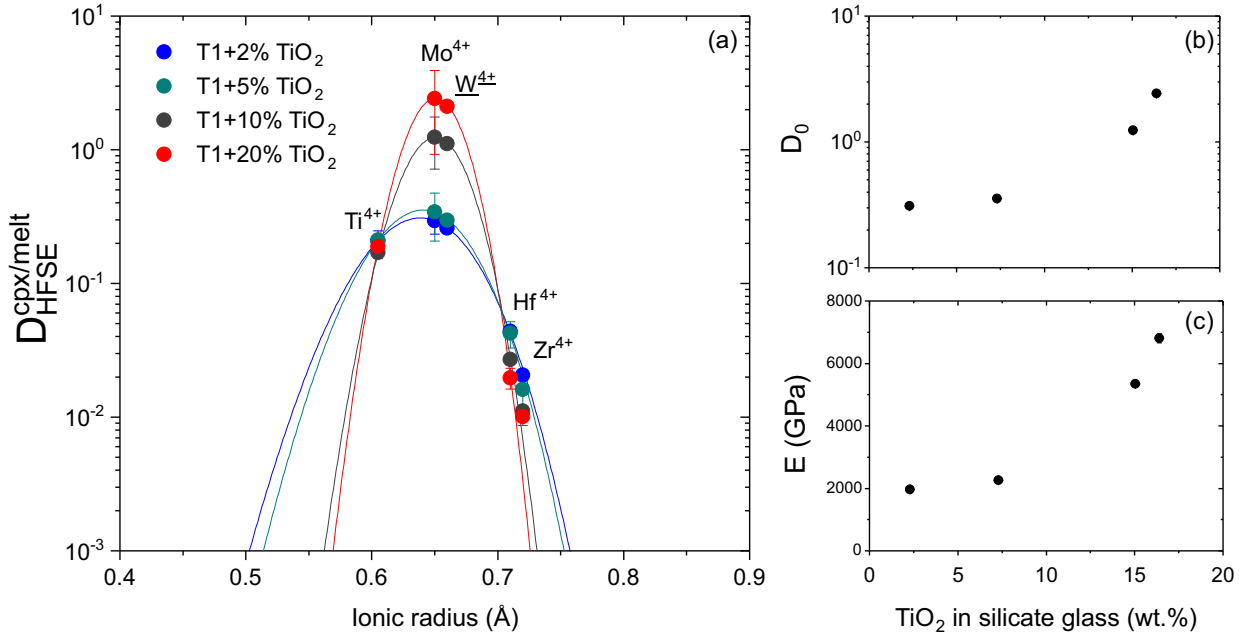 (a)
T1+2% TiO₂
T1+5% TiO₂
T1+10% TiO₂
T1+20% TiO₂
Mo⁴⁺
W⁴⁺
Ti⁴⁺
Hf⁴⁺
Zr⁴⁺
10¹
10⁰
10⁻¹
10⁻²
10⁻³
D_HFSE^cpx/melt
0.4 0.5 0.6 0.7 0.8 0.9
Ionic radius (Å)
(b)
10¹
10⁰
10⁻¹
D₀
(c)
8000
6000
4000
2000
0
E (GPa)
0 5 10 15 20
TiO₂ in silicate glass (wt.%)